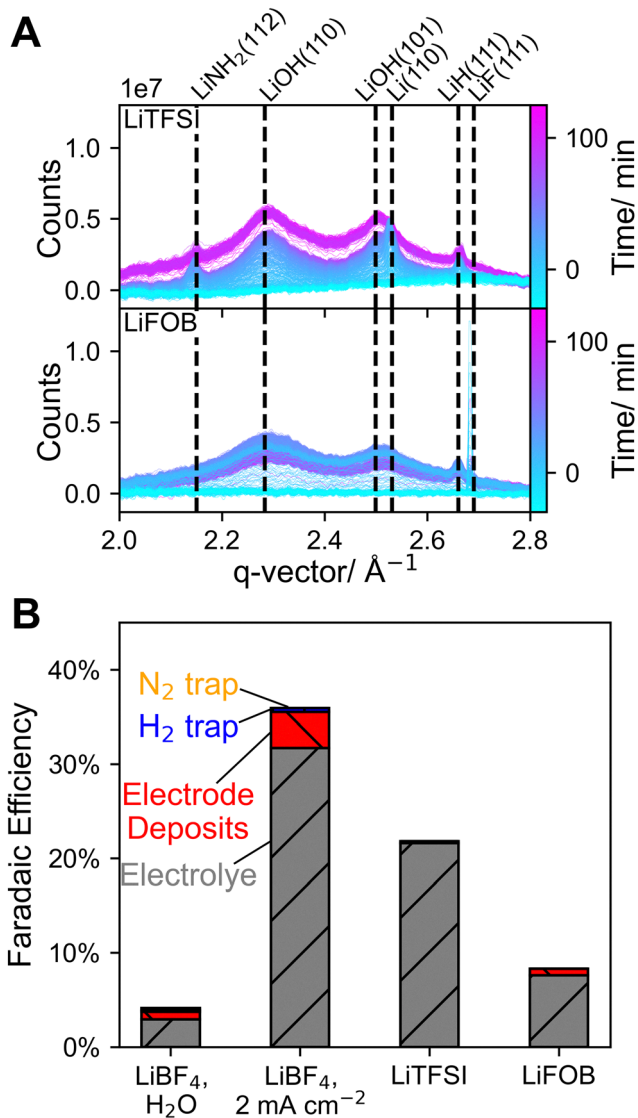 A
LiNH₂(112)
LiOH(110)
LiOH(101)
Li(110)
LiH(111)
LiF(111)
1e7
LiTFSI
1.0
0.5
0.0
Counts
100
0
Time/ min
LiFOB
1.0
0.5
0.0
Counts
100
0
Time/ min
2.0 2.2 2.4 2.6 2.8
q-vector/ Å⁻¹
B
40%
30%
20%
10%
0%
Faradaic Efficiency
N₂ trap
H₂ trap
Electrode
Deposits
Electrolye
LiBF₄, LiBF₄, LiTFSI LiFOB
H₂O 2 mA cm⁻²